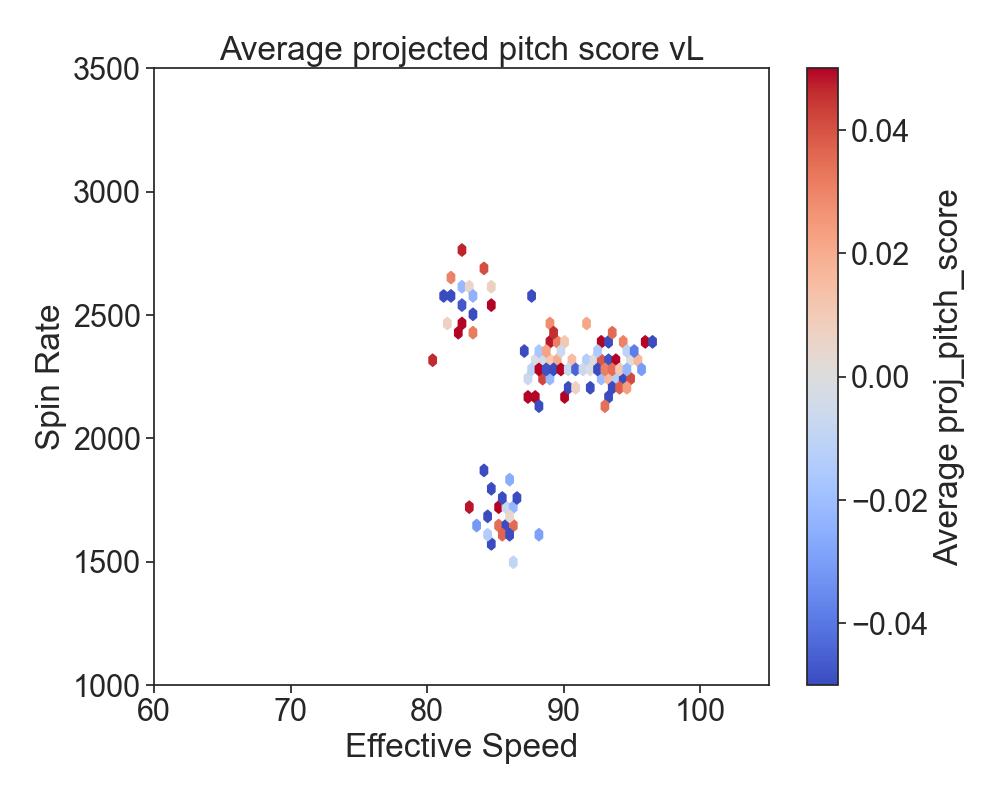 Average projected pitch score vL
3500
3000
2500
2000
1500
1000
Spin Rate
60 70 80 90 100
Effective Speed
0.04
0.02
0.00
−0.02
−0.04
Average proj_pitch_score